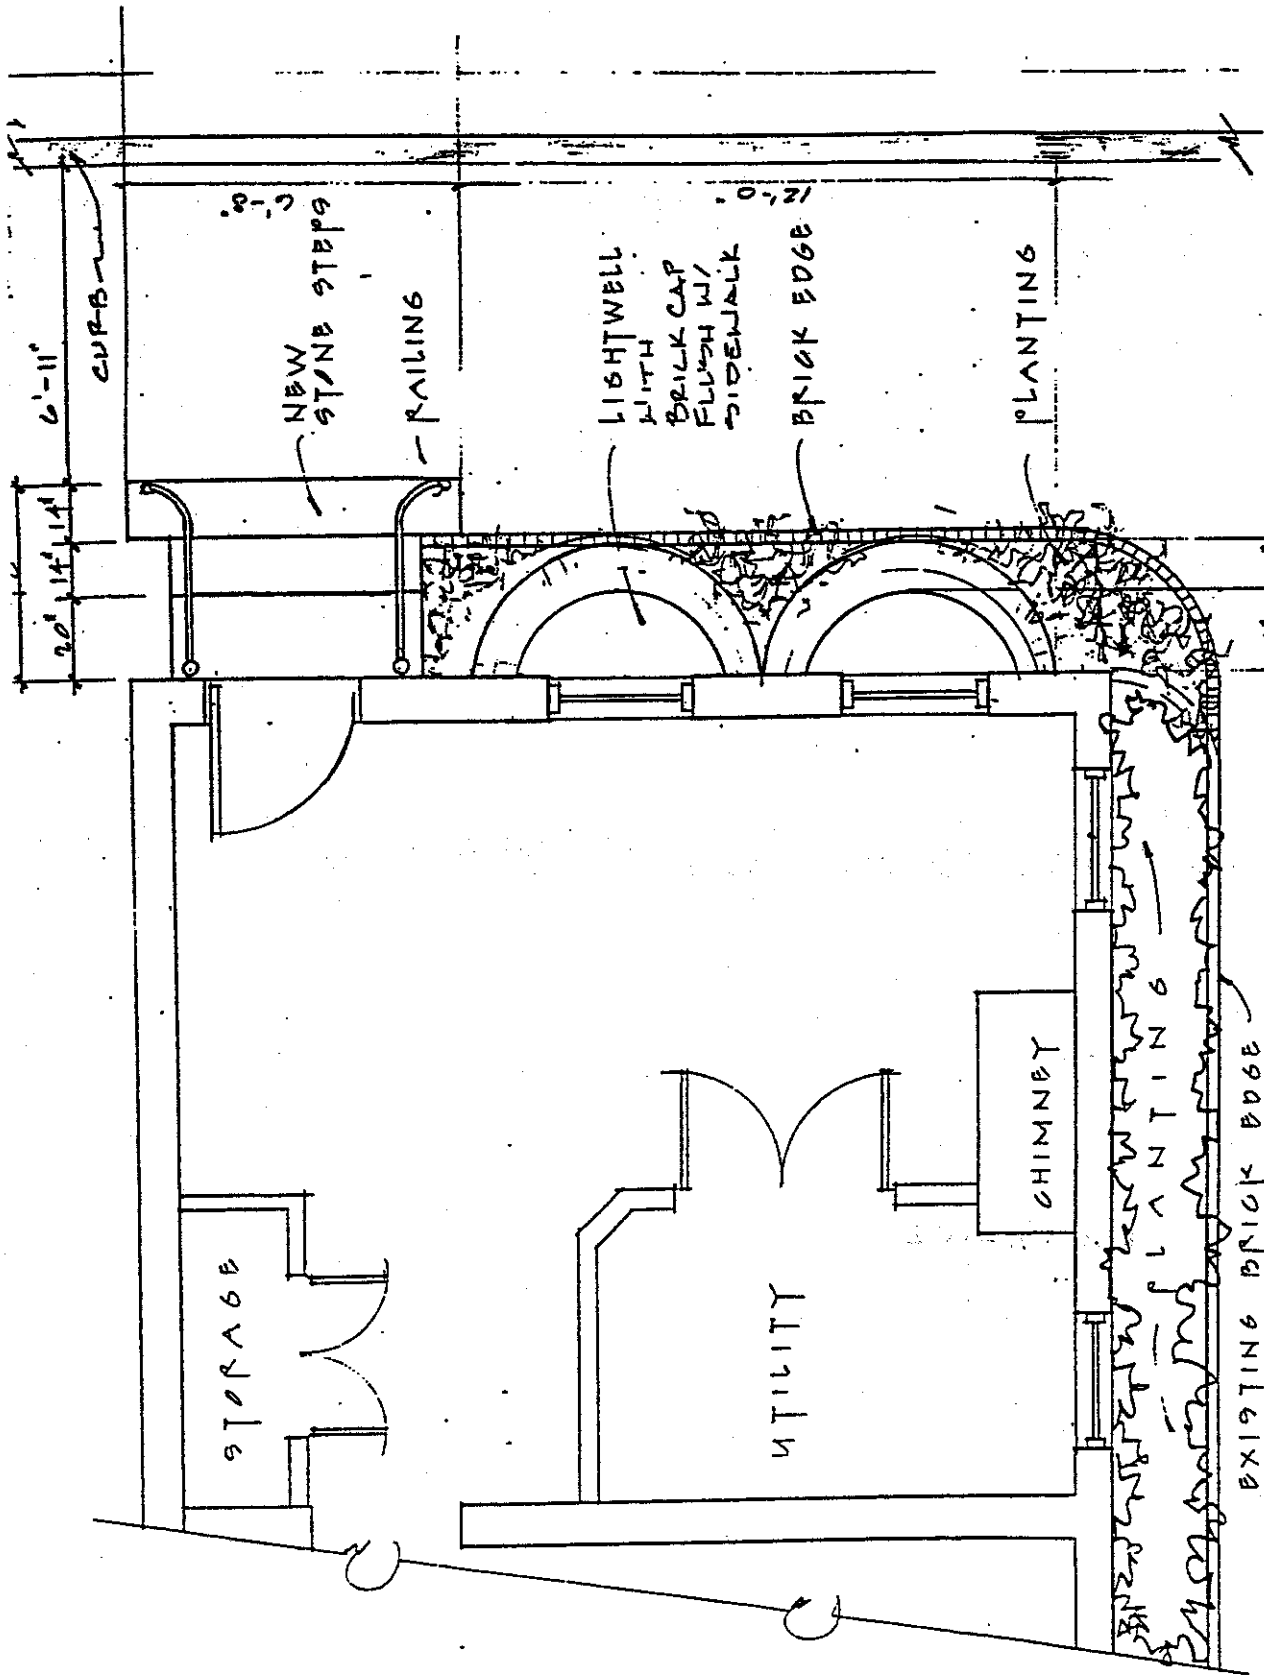 6'-11"
14"
14"
20"
CURB
6'-8"
12'-0"
NEW
STONE STEPS
RAILING
LIGHTWELL
WITH
BRICK CAP
FLUSH W/
SIDEWALK
BRICK EDGE
PLANTING
STORAGE
UTILITY
CHIMNEY
PLANTING
EXISTING BRICK EDGE